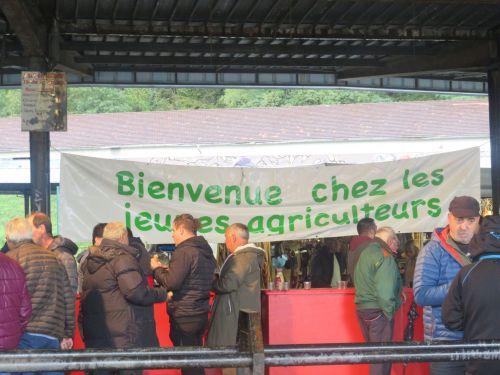 Bienvenue chez les
jeunes agriculteurs